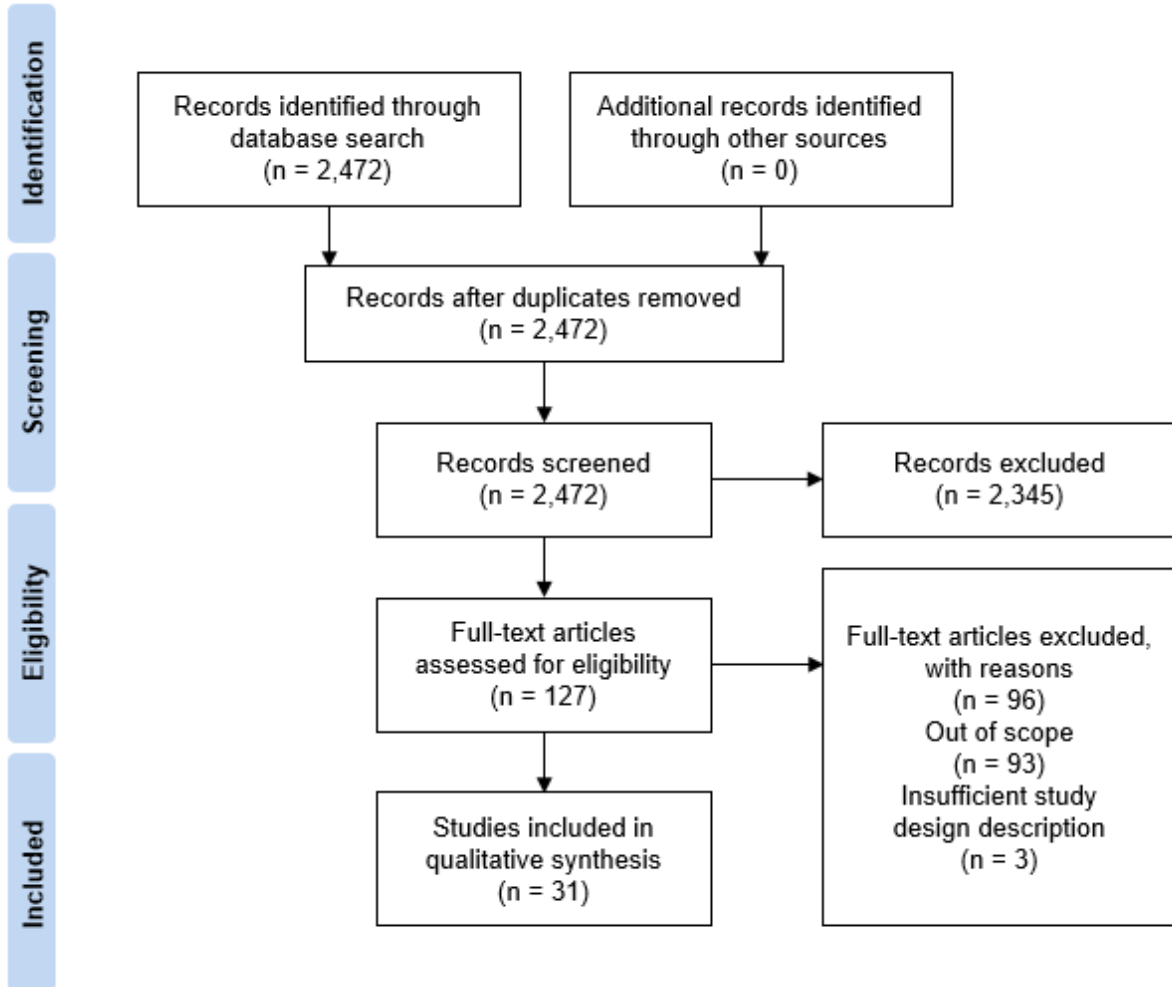 Identification
Records identified through
database search
(n = 2,472)
Additional records identified
through other sources
(n = 0)
Screening
Records after duplicates removed
(n = 2,472)
Records screened
(n = 2,472)
Records excluded
(n = 2,345)
Eligibility
Full-text articles
assessed for eligibility
(n = 127)
Full-text articles excluded,
with reasons
(n = 96)
Out of scope
(n = 93)
Insufficient study
design description
(n = 3)
Included
Studies included in
qualitative synthesis
(n = 31)